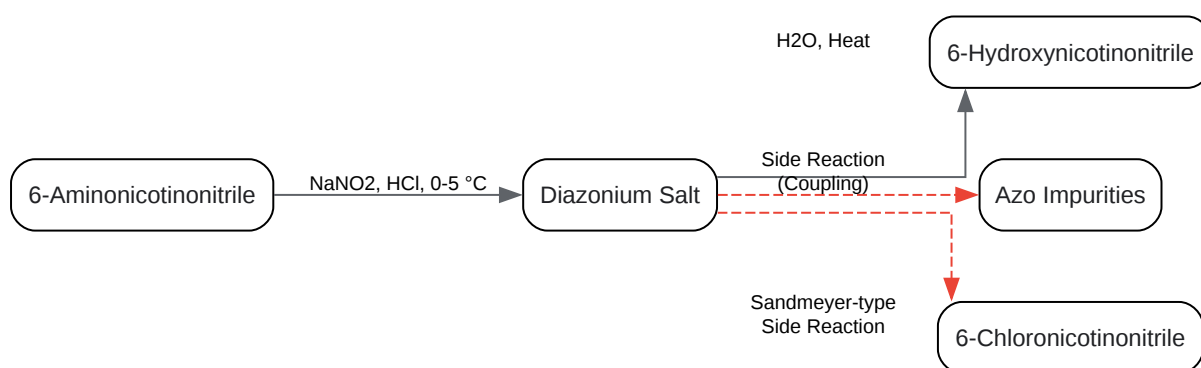 H2O, Heat
6-Hydroxynicotinonitrile
6-Aminonicotinonitrile
NaNO2, HCl, 0-5 °C
Diazonium Salt
Side Reaction
(Coupling)
Azo Impurities
Sandmeyer-type
Side Reaction
6-Chloronicotinonitrile